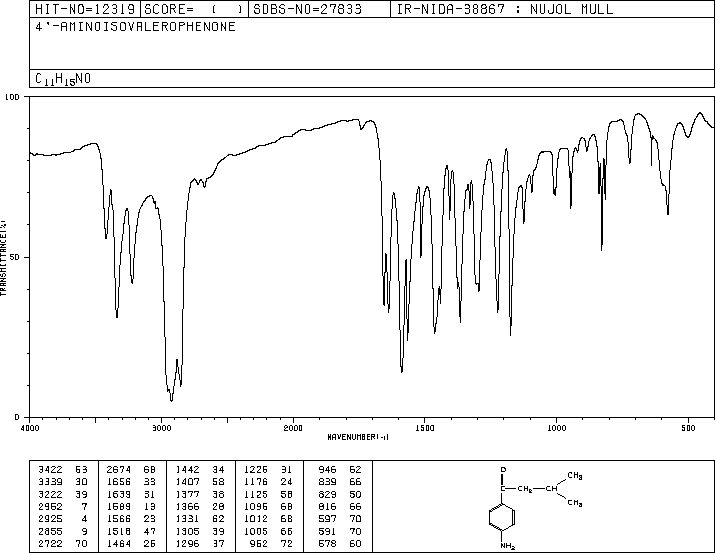 HIT-NO=12319 SCORE= ( ) SDBS-NO=27833 IR-NIDA-38867 : NUJOL MULL
4'-AMINOISOVALEROPHENONE
C11H15NO
100
50
0
TRANSMITTANCE(%)
4000 3000 2000 1500 1000 500
WAVENUMBER(-1)
3422 53 2674 68 1442 34 1226 31 946 62
3339 30 1656 33 1407 58 1176 24 839 66
3222 39 1639 31 1377 38 1125 58 829 50
2952 7 1589 13 1366 28 1096 68 816 66
2925 4 1566 23 1331 62 1012 68 597 70
2855 9 1518 47 1305 39 1005 66 591 70
2722 70 1464 26 1296 37 962 72 578 60
O
C CH2 CH CH3
CH3
NH2